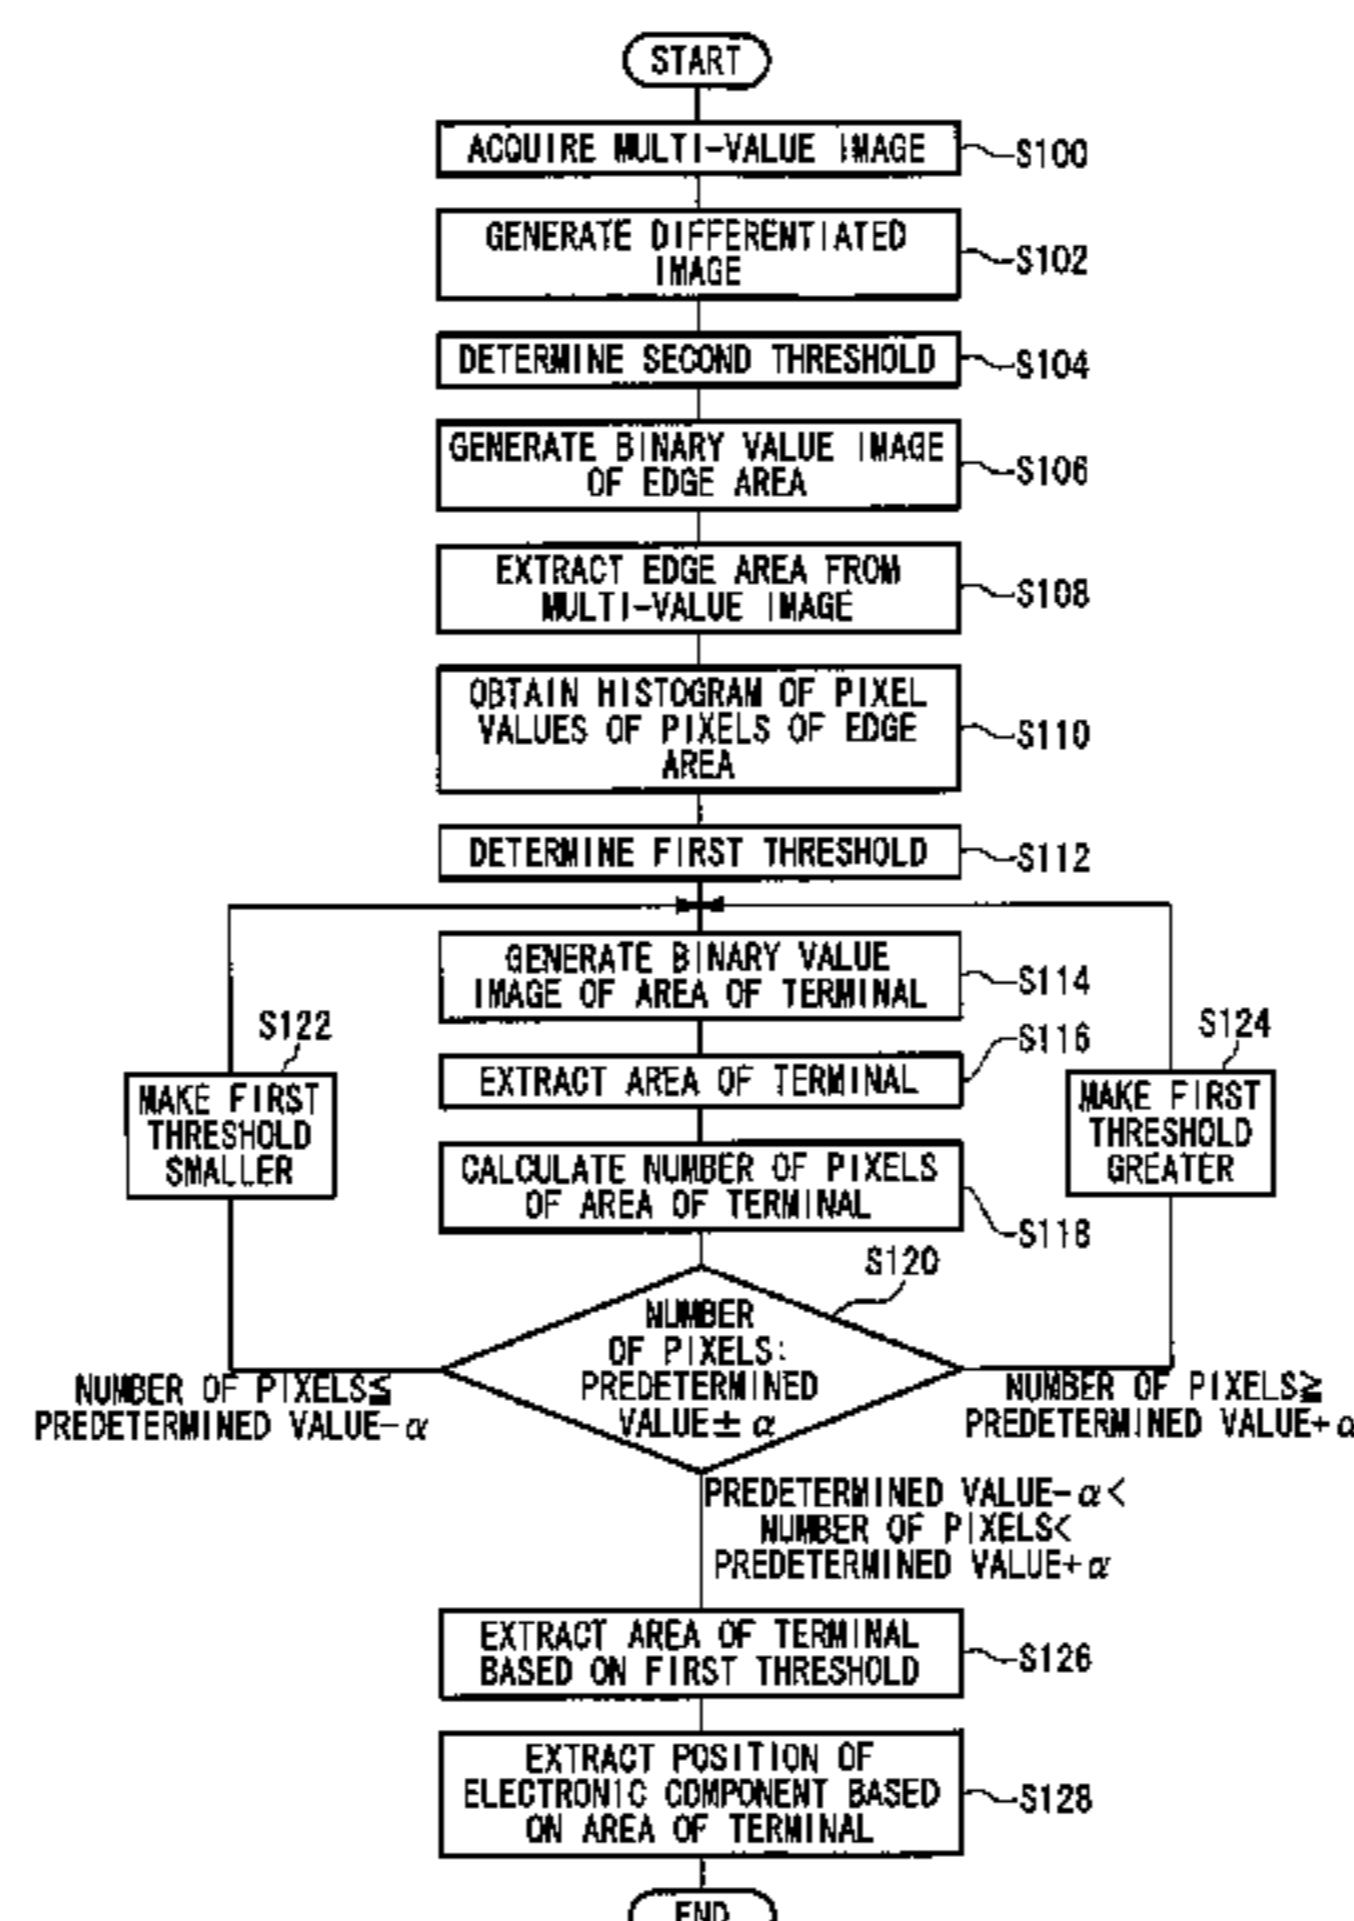 START
ACQUIRE MULTI-VALUE IMAGE
S100
GENERATE DIFFERENTIATED
IMAGE
S102
DETERMINE SECOND THRESHOLD
S104
GENERATE BINARY VALUE IMAGE
OF EDGE AREA
S106
EXTRACT EDGE AREA FROM
MULTI-VALUE IMAGE
S108
OBTAIN HISTOGRAM OF PIXEL
VALUES OF PIXELS OF EDGE
AREA
S110
DETERMINE FIRST THRESHOLD
S112
GENERATE BINARY VALUE
IMAGE OF AREA OF TERMINAL
S114
S122
MAKE FIRST
THRESHOLD
SMALLER
EXTRACT AREA OF TERMINAL
S116
S124
MAKE FIRST
THRESHOLD
GREATER
CALCULATE NUMBER OF PIXELS
OF AREA OF TERMINAL
S118
S120
NUMBER
OF PIXELS:
PREDETERMINED
VALUE± α
NUMBER OF PIXELS≦
PREDETERMINED VALUE-α
NUMBER OF PIXELS≧
PREDETERMINED VALUE+α
PREDETERMINED VALUE-α<
NUMBER OF PIXELS<
PREDETERMINED VALUE+α
EXTRACT AREA OF TERMINAL
BASED ON FIRST THRESHOLD
S126
EXTRACT POSITION OF
ELECTRONIC COMPONENT BASED
ON AREA OF TERMINAL
S128
END